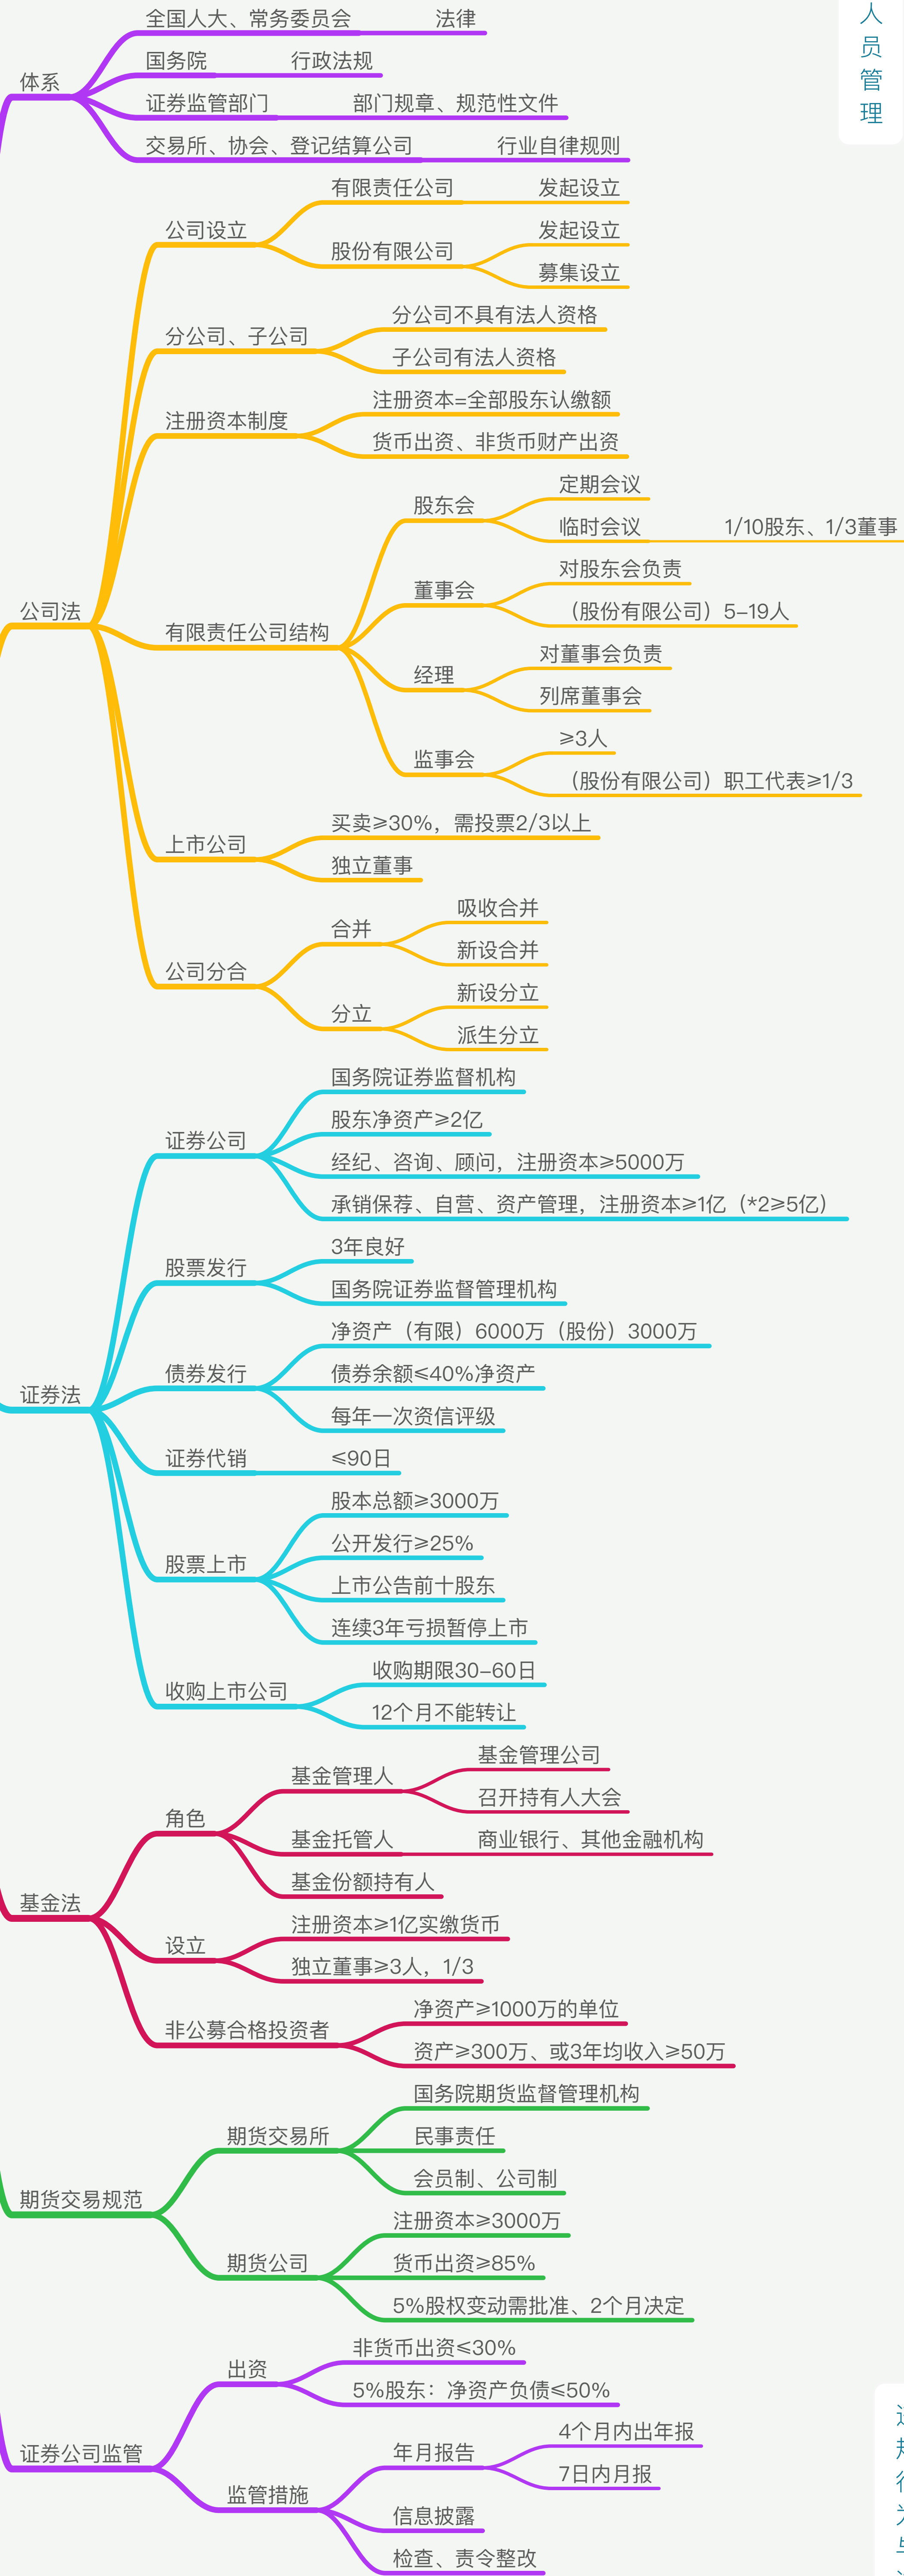 人
员
管
理
体系
全国人大、常务委员会 法律
国务院 行政法规
证券监管部门 部门规章、规范性文件
交易所、协会、登记结算公司 行业自律规则
公司法
公司设立
有限责任公司 发起设立
股份有限公司
发起设立
募集设立
分公司、子公司
分公司不具有法人资格
子公司有法人资格
注册资本制度
注册资本=全部股东认缴额
货币出资、非货币财产出资
有限责任公司结构
股东会
定期会议
临时会议 1/10股东、1/3董事
董事会
对股东会负责
（股份有限公司）5–19人
经理
对董事会负责
列席董事会
监事会
≥3人
（股份有限公司）职工代表≥1/3
上市公司
买卖≥30%，需投票2/3以上
独立董事
公司分合
合并
吸收合并
新设合并
分立
新设分立
派生分立
证券法
证券公司
国务院证券监督机构
股东净资产≥2亿
经纪、咨询、顾问，注册资本≥5000万
承销保荐、自营、资产管理，注册资本≥1亿（*2≥5亿）
股票发行
3年良好
国务院证券监督管理机构
债券发行
净资产（有限）6000万（股份）3000万
债券余额≤40%净资产
每年一次资信评级
证券代销 ≤90日
股票上市
股本总额≥3000万
公开发行≥25%
上市公告前十股东
连续3年亏损暂停上市
收购上市公司
收购期限30–60日
12个月不能转让
基金法
角色
基金管理人
基金管理公司
召开持有人大会
基金托管人 商业银行、其他金融机构
基金份额持有人
设立
注册资本≥1亿实缴货币
独立董事≥3人，1/3
非公募合格投资者
净资产≥1000万的单位
资产≥300万、或3年均收入≥50万
期货交易规范
期货交易所
国务院期货监督管理机构
民事责任
会员制、公司制
期货公司
注册资本≥3000万
货币出资≥85%
5%股权变动需批准、2个月决定
证券公司监管
出资
非货币出资≤30%
5%股东：净资产负债≤50%
监管措施
年月报告
4个月内出年报
7日内月报
信息披露
检查、责令整改